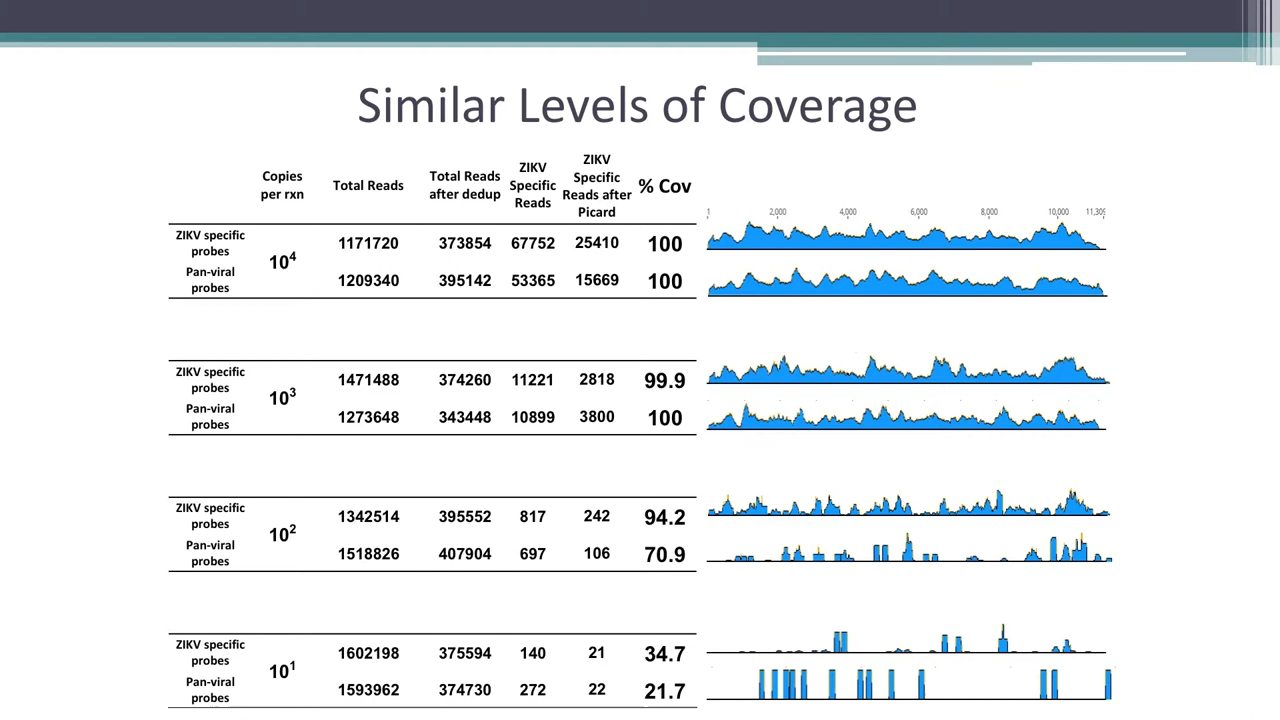 Similar Levels of Coverage
Copies per rxn
Total Reads
Total Reads after dedup
ZIKV Specific Reads
ZIKV Specific Reads after Picard
% Cov
1 2,000 4,000 6,000 8,000 10,000
ZIKV specific probes 10⁴ 1171720 373854 67752 25410 100
Pan-viral probes 1209340 395142 53365 15669 100
ZIKV specific probes 10³ 1471488 374260 11221 2818 99.9
Pan-viral probes 1273648 343448 10899 3800 100
ZIKV specific probes 10² 1342514 395552 817 242 94.2
Pan-viral probes 1518826 407904 697 106 70.9
ZIKV specific probes 10¹ 1602198 375594 140 21 34.7
Pan-viral probes 1593962 374730 272 22 21.7